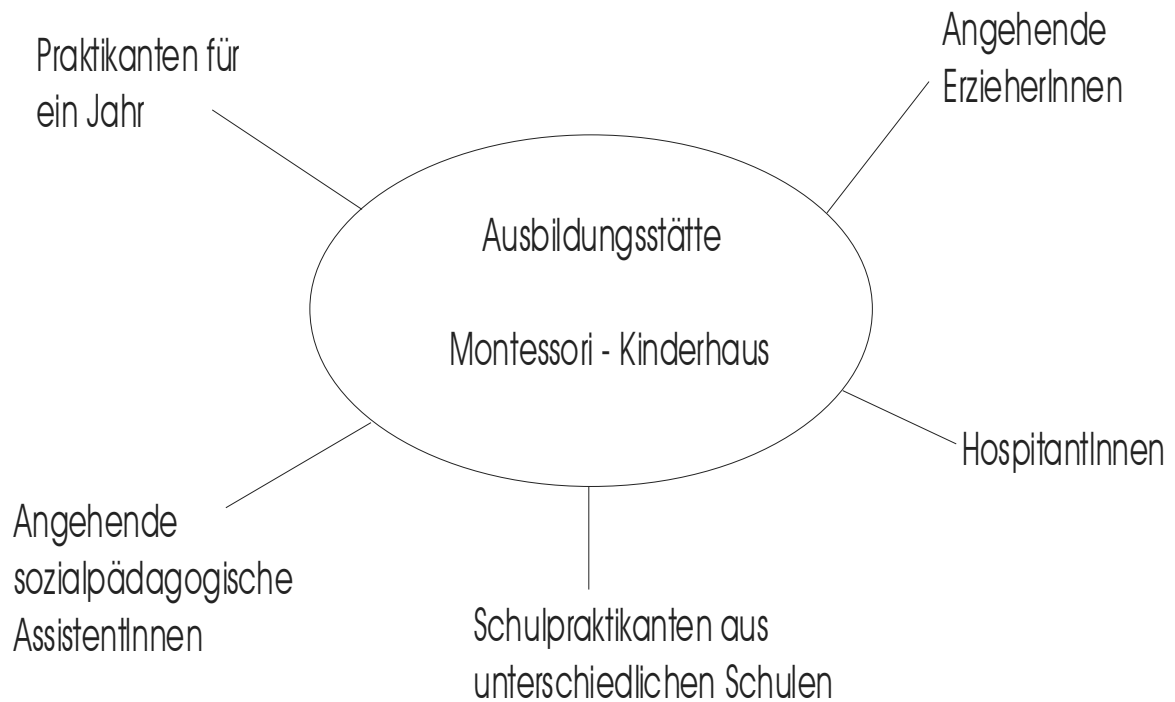 Praktikanten für
ein Jahr
Angehende
ErzieherInnen
Ausbildungsstätte
Montessori - Kinderhaus
HospitantInnen
Angehende
sozialpädagogische
AssistentInnen
Schulpraktikanten aus
unterschiedlichen Schulen